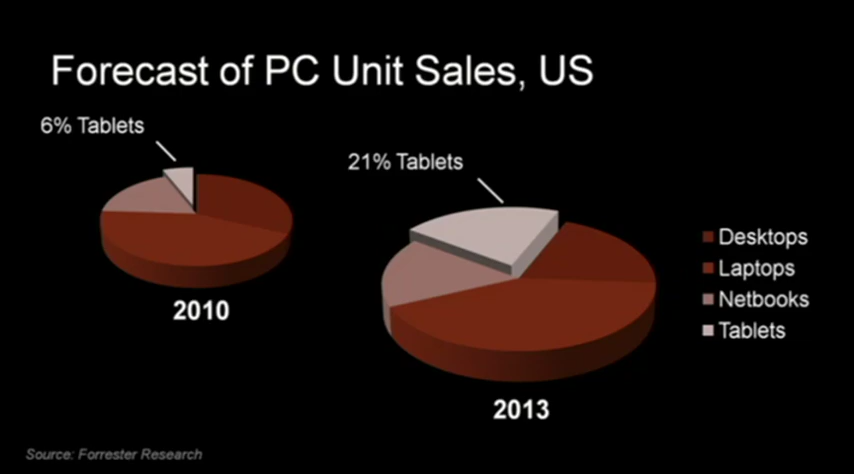 Forecast of PC Unit Sales, US
6% Tablets
21% Tablets
Desktops
Laptops
Netbooks
Tablets
2010
2013
Source: Forrester Research